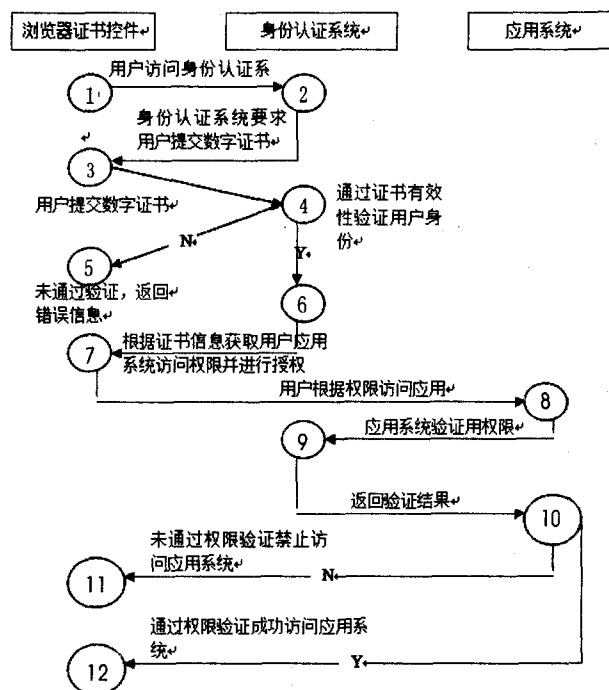 浏览器证书控件
身份认证系统
应用系统
用户访问身份认证系
1
2
身份认证系统要求
用户提交数字证书
3
用户提交数字证书
4
通过证书有效
性验证用户身
份
N
5
Y
未通过验证，返回
错误信息
6
根据证书信息获取用户应用
系统访问权限并进行授权
7
用户根据权限访问应用
8
应用系统验证用权限
9
返回验证结果
10
未通过权限验证禁止访
问应用系统
N
11
通过权限验证成功访问应用系
统
Y
12